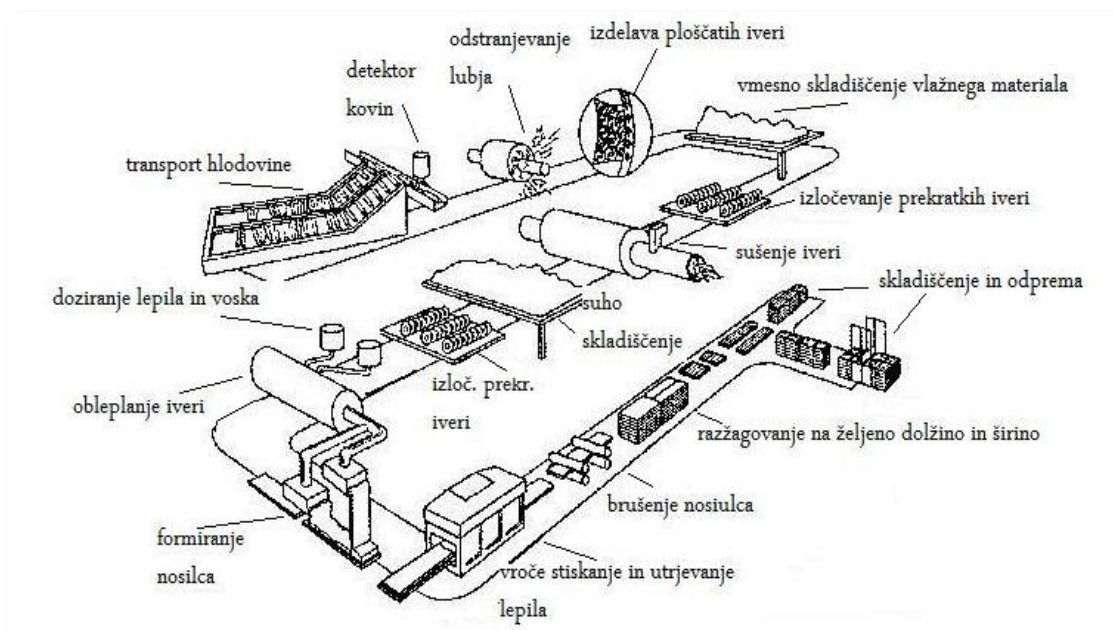 odstranjevanje
lubja
izdelava ploščatih iveri
detektor
kovin
vmesno skladiščenje vlažnega materiala
transport hlodovine
izločevanje prekratkih iveri
sušenje iveri
skladiščenje in odprema
doziranje lepila in voska
suho
skladiščenje
izloč. prekr.
iveri
obleplanje iveri
razžagovanje na željeno dolžino in širino
brušenje nosiulca
formiranje
nosilca
vroče stiskanje in utrjevanje
lepila